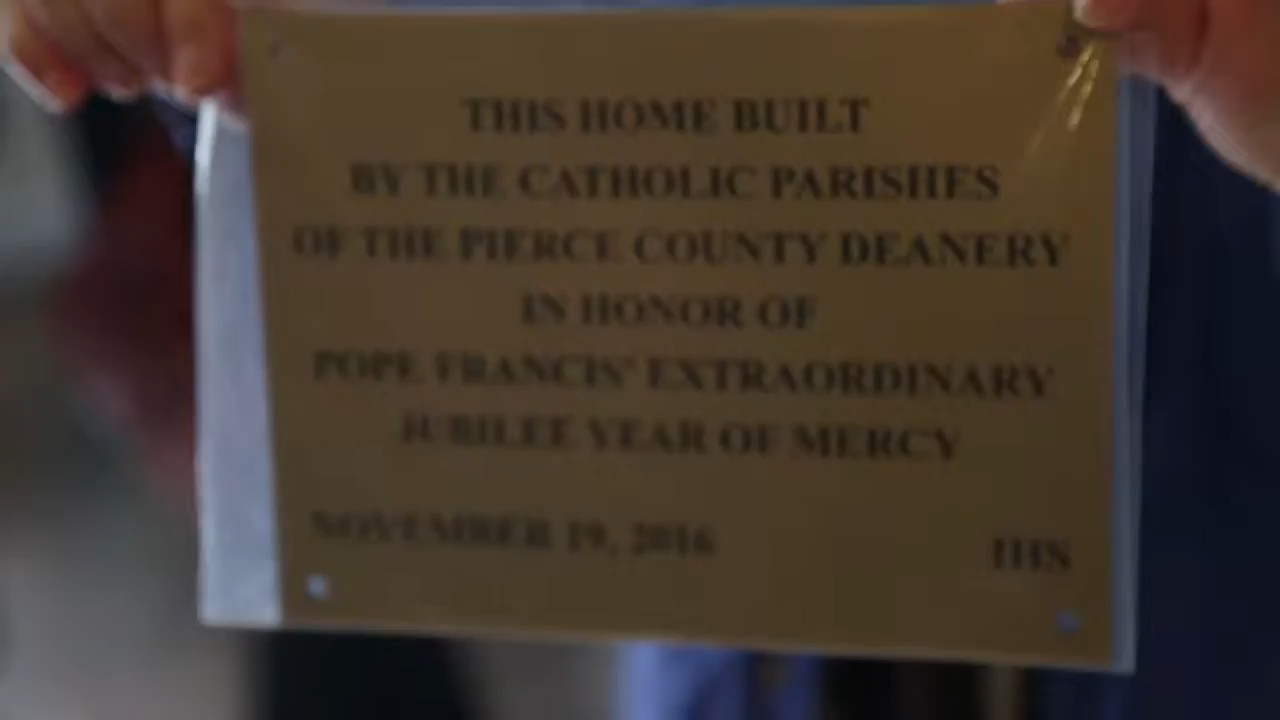 THIS HOME BUILT
BY THE CATHOLIC PARISHES
OF THE PIERCE COUNTY DEANERY
IN HONOR OF
POPE FRANCIS' EXTRAORDINARY
JUBILEE YEAR OF MERCY
NOVEMBER 19, 2016 IHS